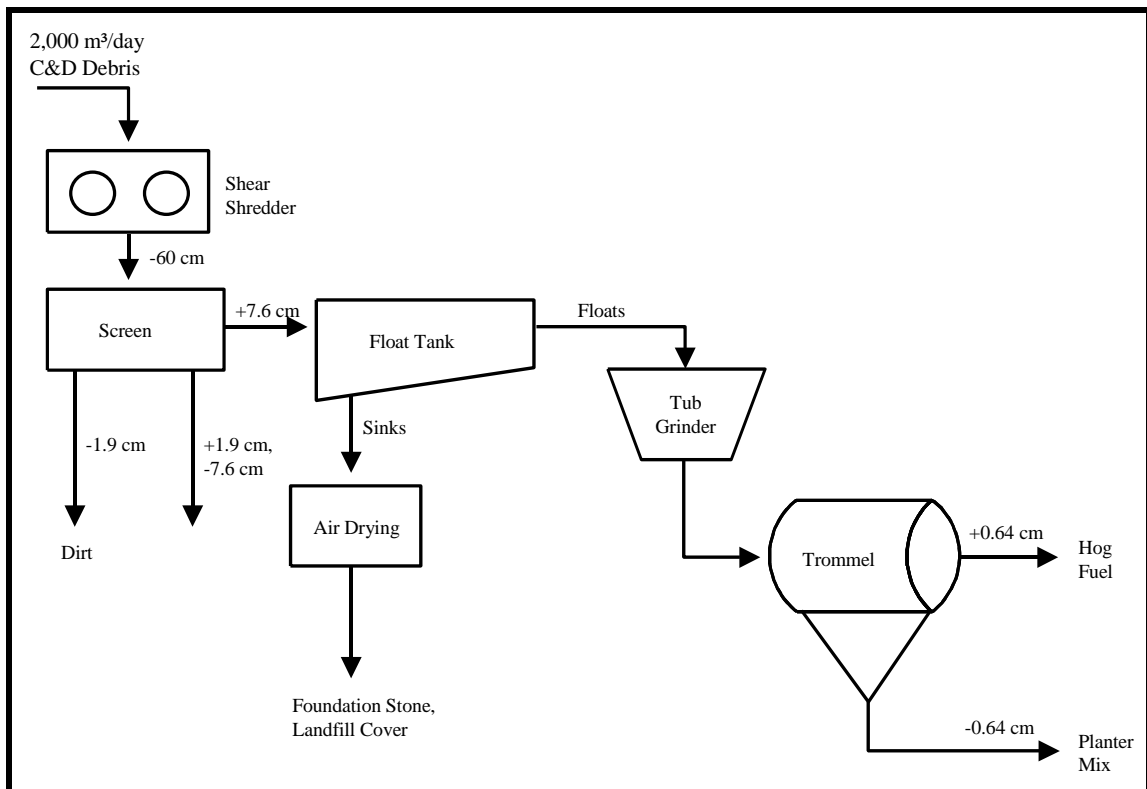 2,000 m³/day
C&D Debris
Shear
Shredder
-60 cm
Screen
+7.6 cm
Float Tank
Floats
Tub
Grinder
-1.9 cm
+1.9 cm,
-7.6 cm
Sinks
Dirt
Air Drying
Trommel
+0.64 cm
Hog
Fuel
Foundation Stone,
Landfill Cover
-0.64 cm
Planter
Mix